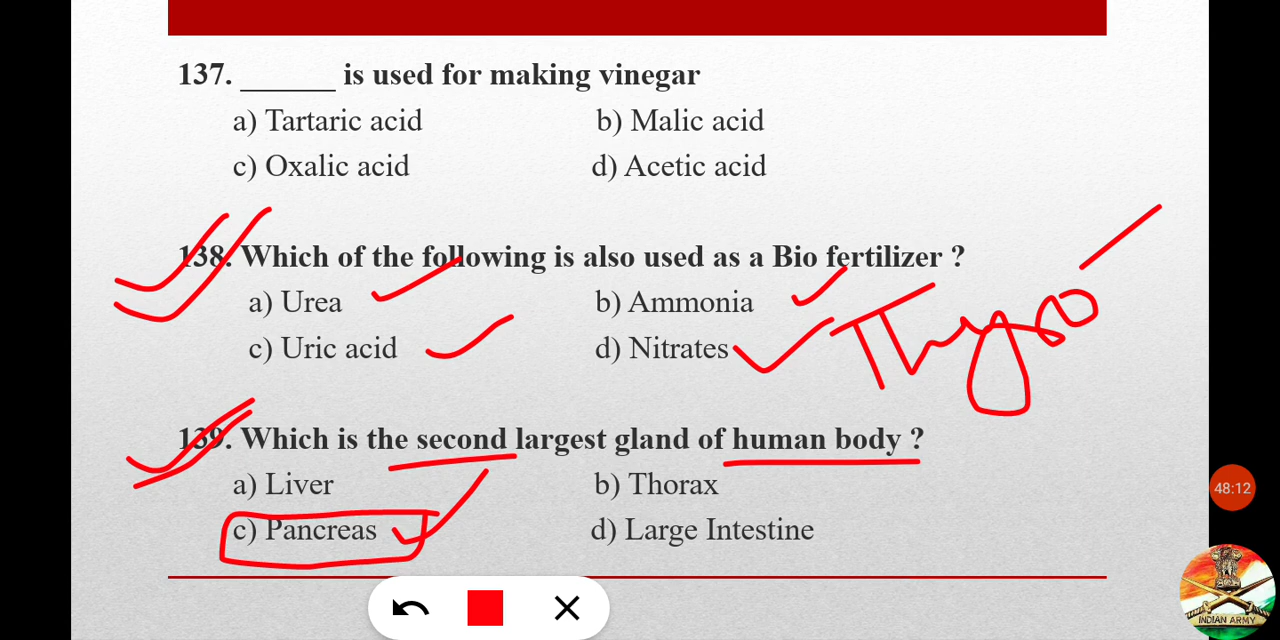 137. ______ is used for making vinegar
a) Tartaric acid b) Malic acid
c) Oxalic acid d) Acetic acid
138. Which of the following is also used as a Bio fertilizer ?
a) Urea b) Ammonia
c) Uric acid d) Nitrates
139. Which is the second largest gland of human body ?
a) Liver b) Thorax
c) Pancreas d) Large Intestine
48:12
INDIAN ARMY